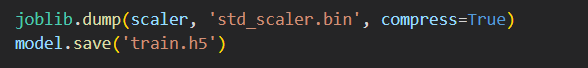 joblib.dump(scaler, 'std_scaler.bin', compress=True)
model.save('train.h5')